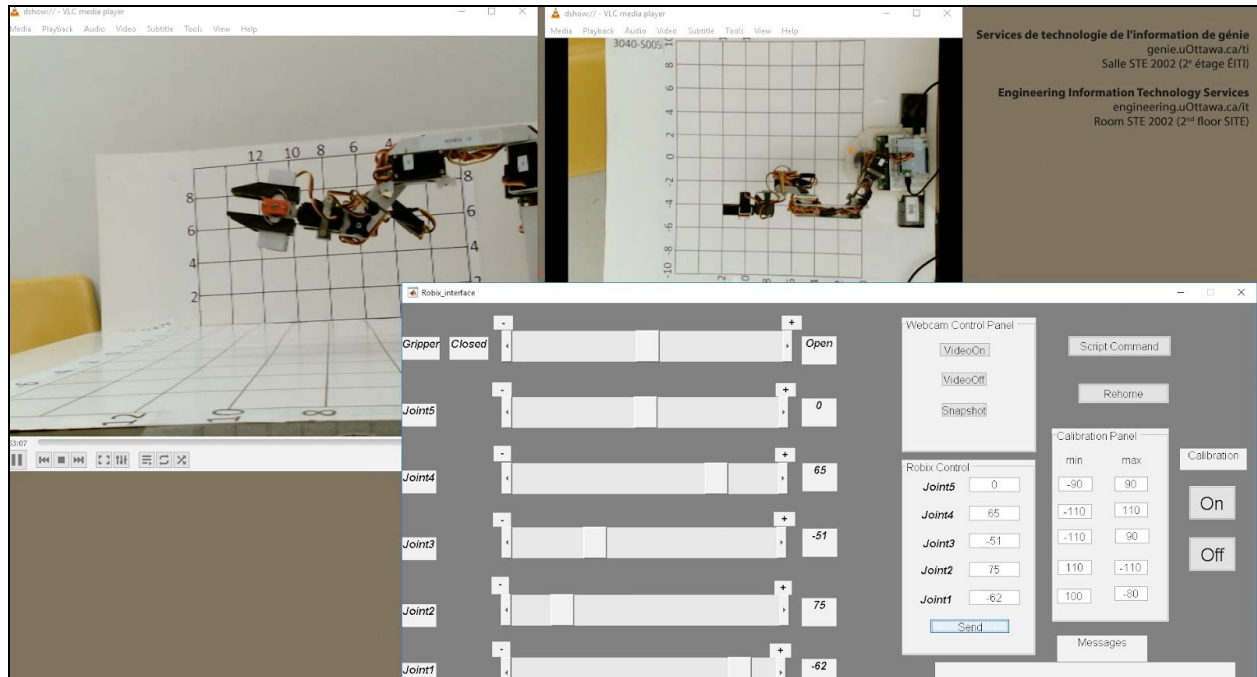 dshow:// - VLC media player
Media Playback Audio Video Subtitle Tools View Help
12 10 8 6 4
8
8
6
6
4
4
2
12 10 8
dshow:// - VLC media player
Media Playback Audio Video Subtitle Tools View Help
3040-S005
10
8
6
4
2
0
-2
-4
-6
-8
-10
Services de technologie de l'information de génie
genie.uOttawa.ca/ti
Salle STE 2002 (2e étage ÉITI)
Engineering Information Technology Services
engineering.uOttawa.ca/it
Room STE 2002 (2nd floor SITE)
Robix_interface
- +
Gripper Closed Open
- +
Joint5 0
- +
Joint4 65
- +
Joint3 -51
- +
Joint2 75
- +
Joint1 -62
Webcam Control Panel
VideoOn
VideoOff
Snapshot
Script Command
Rehome
Robix Control
Joint5 0
Joint4 65
Joint3 -51
Joint2 75
Joint1 -62
Send
Calibration Panel
min max
-90 90
-110 110
-110 90
110 -110
100 -80
Calibration
On
Off
Messages